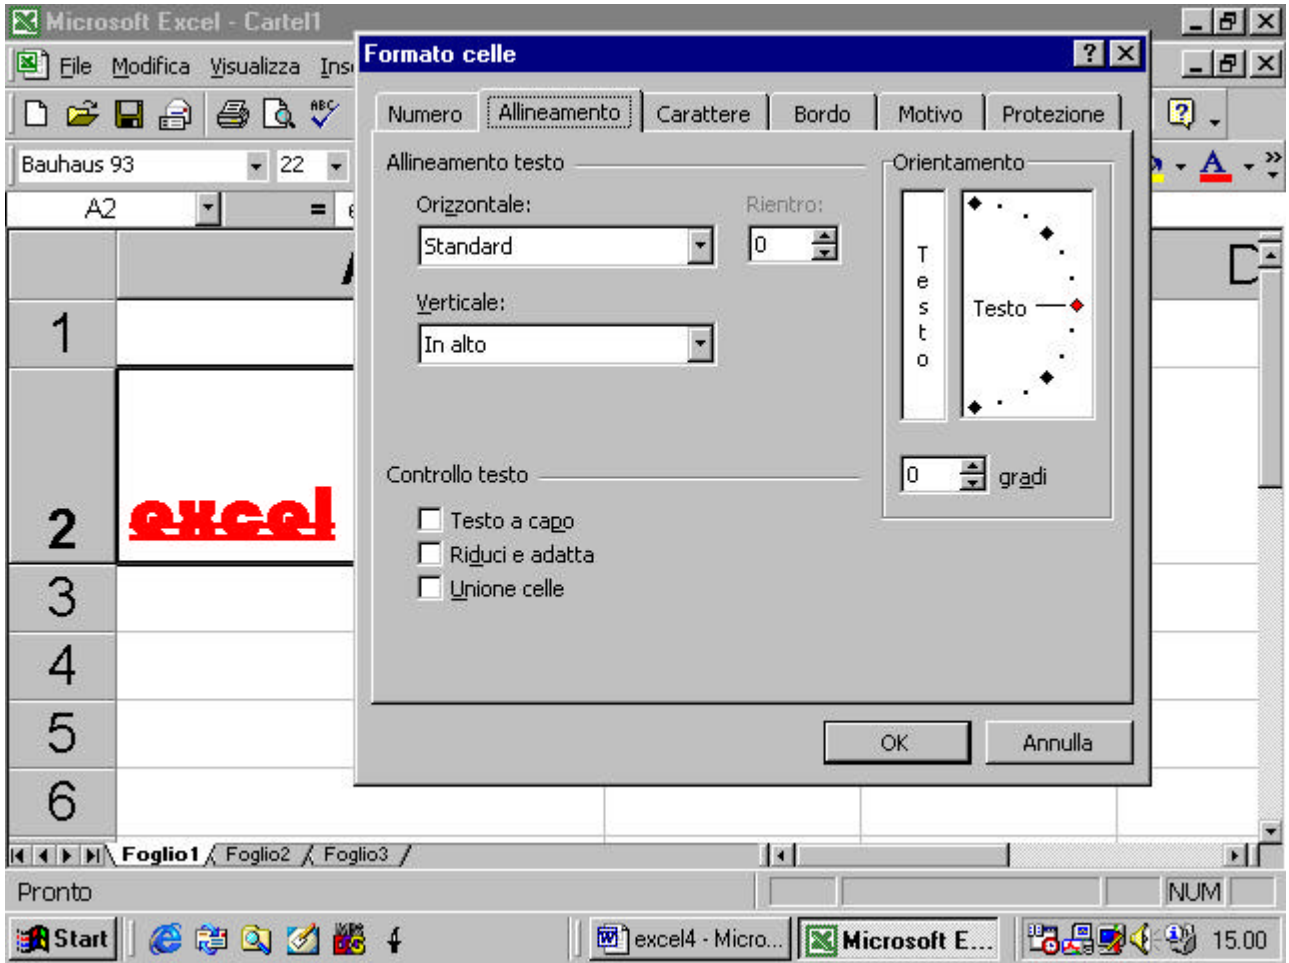 Microsoft Excel - Cartel1
File Modifica Visualizza Inse
Formato celle
ABC
Numero Allineamento Carattere Bordo Motivo Protezione
Bauhaus 93 22
A2 =
Allineamento testo
Orientamento
Orizzontale: Rientro:
Standard 0
Verticale:
In alto
Testo
Testo
0 gradi
Controllo testo
Testo a capo
Riduci e adatta
Unione celle
OK Annulla
D
1
2 excel
3
4
5
6
Foglio1 Foglio2 Foglio3
Pronto NUM
Start excel4 - Micro... Microsoft E... 15.00